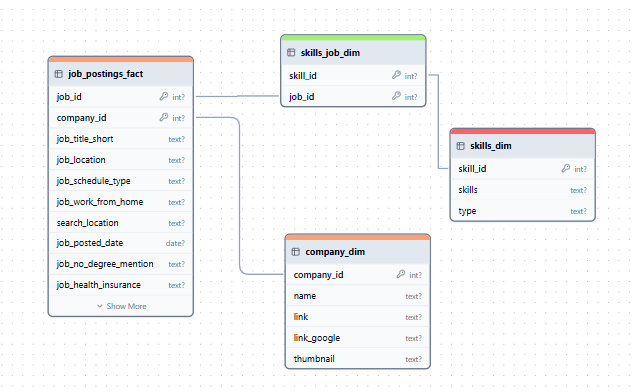 job_postings_fact
job_id int?
company_id int?
job_title_short text?
job_location text?
job_schedule_type text?
job_work_from_home text?
search_location text?
job_posted_date date?
job_no_degree_mention text?
job_health_insurance text?
Show More
skills_job_dim
skill_id int?
job_id int?
skills_dim
skill_id int?
skills text?
type text?
company_dim
company_id int?
name text?
link text?
link_google text?
thumbnail text?